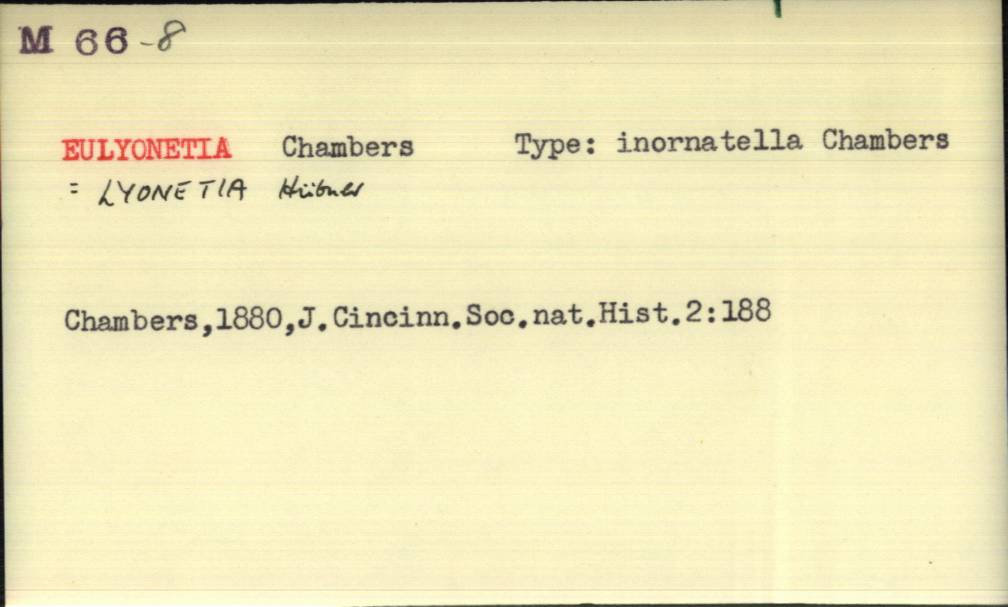 M 66-8
EULYONETIA Chambers Type: inornatella Chambers
= LYONETIA Hübner
Chambers,1880,J.Cincinn.Soc.nat.Hist.2:188